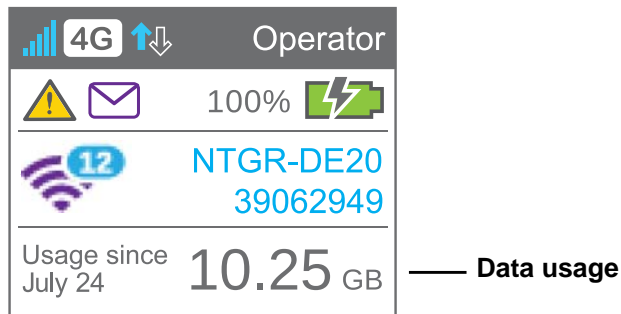 4G Operator
100%
12 NTGR-DE20
39062949
Usage since
July 24
10.25 GB
Data usage